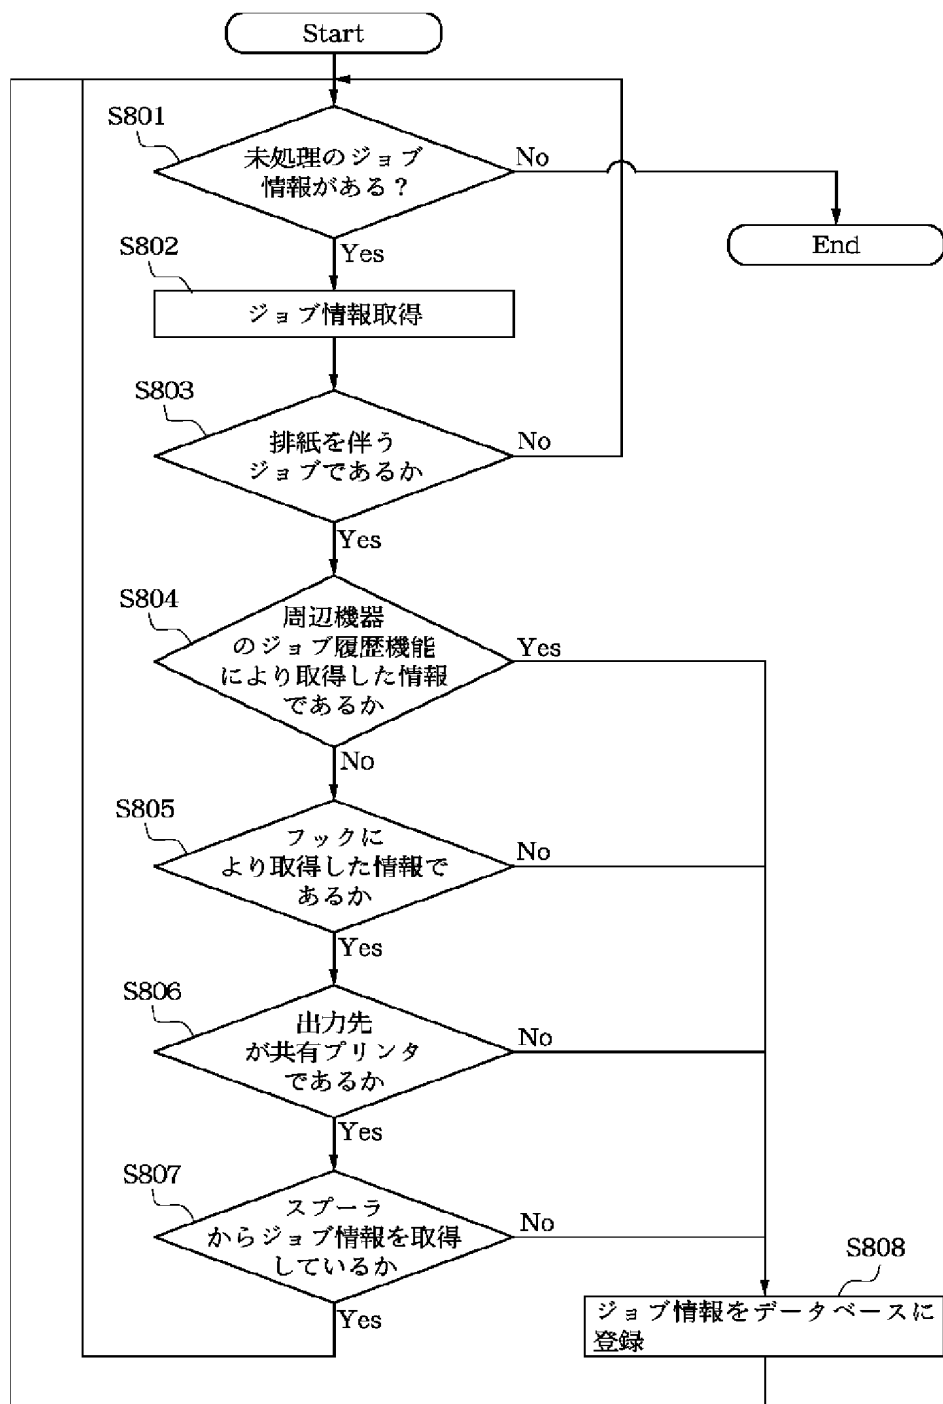 Start
S801
未処理のジョブ
情報がある？
No
End
Yes
S802
ジョブ情報取得
S803
排紙を伴う
ジョブであるか
No
Yes
S804
周辺機器
のジョブ履歴機能
により取得した情報
であるか
Yes
No
S805
フックに
より取得した情報で
あるか
No
Yes
S806
出力先
が共有プリンタ
であるか
No
Yes
S807
スプーラ
からジョブ情報を取得
しているか
No
Yes
S808
ジョブ情報をデータベースに
登録